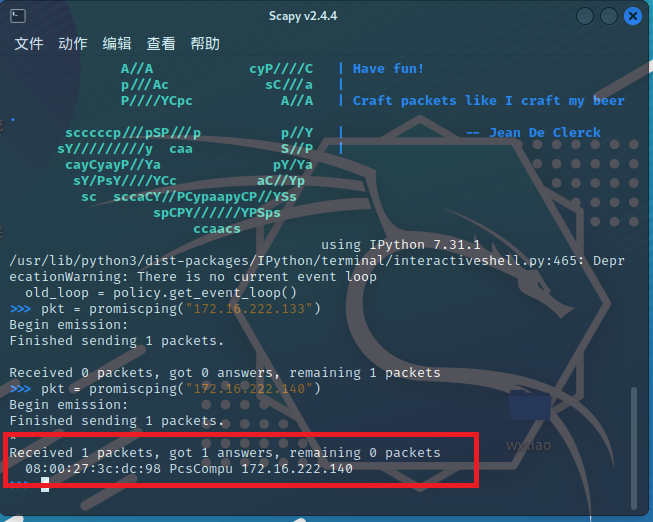 Scapy v2.4.4
文件 动作 编辑 查看 帮助
A//A cyP////C | Have fun!
p///Ac sC///a |
P////YCpc A//A | Craft packets like I craft my beer
.
scccccp///pSP///p p//Y | -- Jean De Clerck
sY/////////y caa S//P |
cayCyayP//Ya pY/Ya
sY/PsY////YCc aC//Yp
sc sccaCY//PCypaapyCP//YSs
spCPY//////YPSps
ccaacs
using IPython 7.31.1
/usr/lib/python3/dist-packages/IPython/terminal/interactiveshell.py:465: Depr
ecationWarning: There is no current event loop
old_loop = policy.get_event_loop()
>>> pkt = promiscping("172.16.222.133")
Begin emission:
Finished sending 1 packets.
Received 0 packets, got 0 answers, remaining 1 packets
>>> pkt = promiscping("172.16.222.140")
Begin emission:
Finished sending 1 packets.
Received 1 packets, got 1 answers, remaining 0 packets
08:00:27:3c:dc:98 PcsCompu 172.16.222.140
>>>
wxxiao